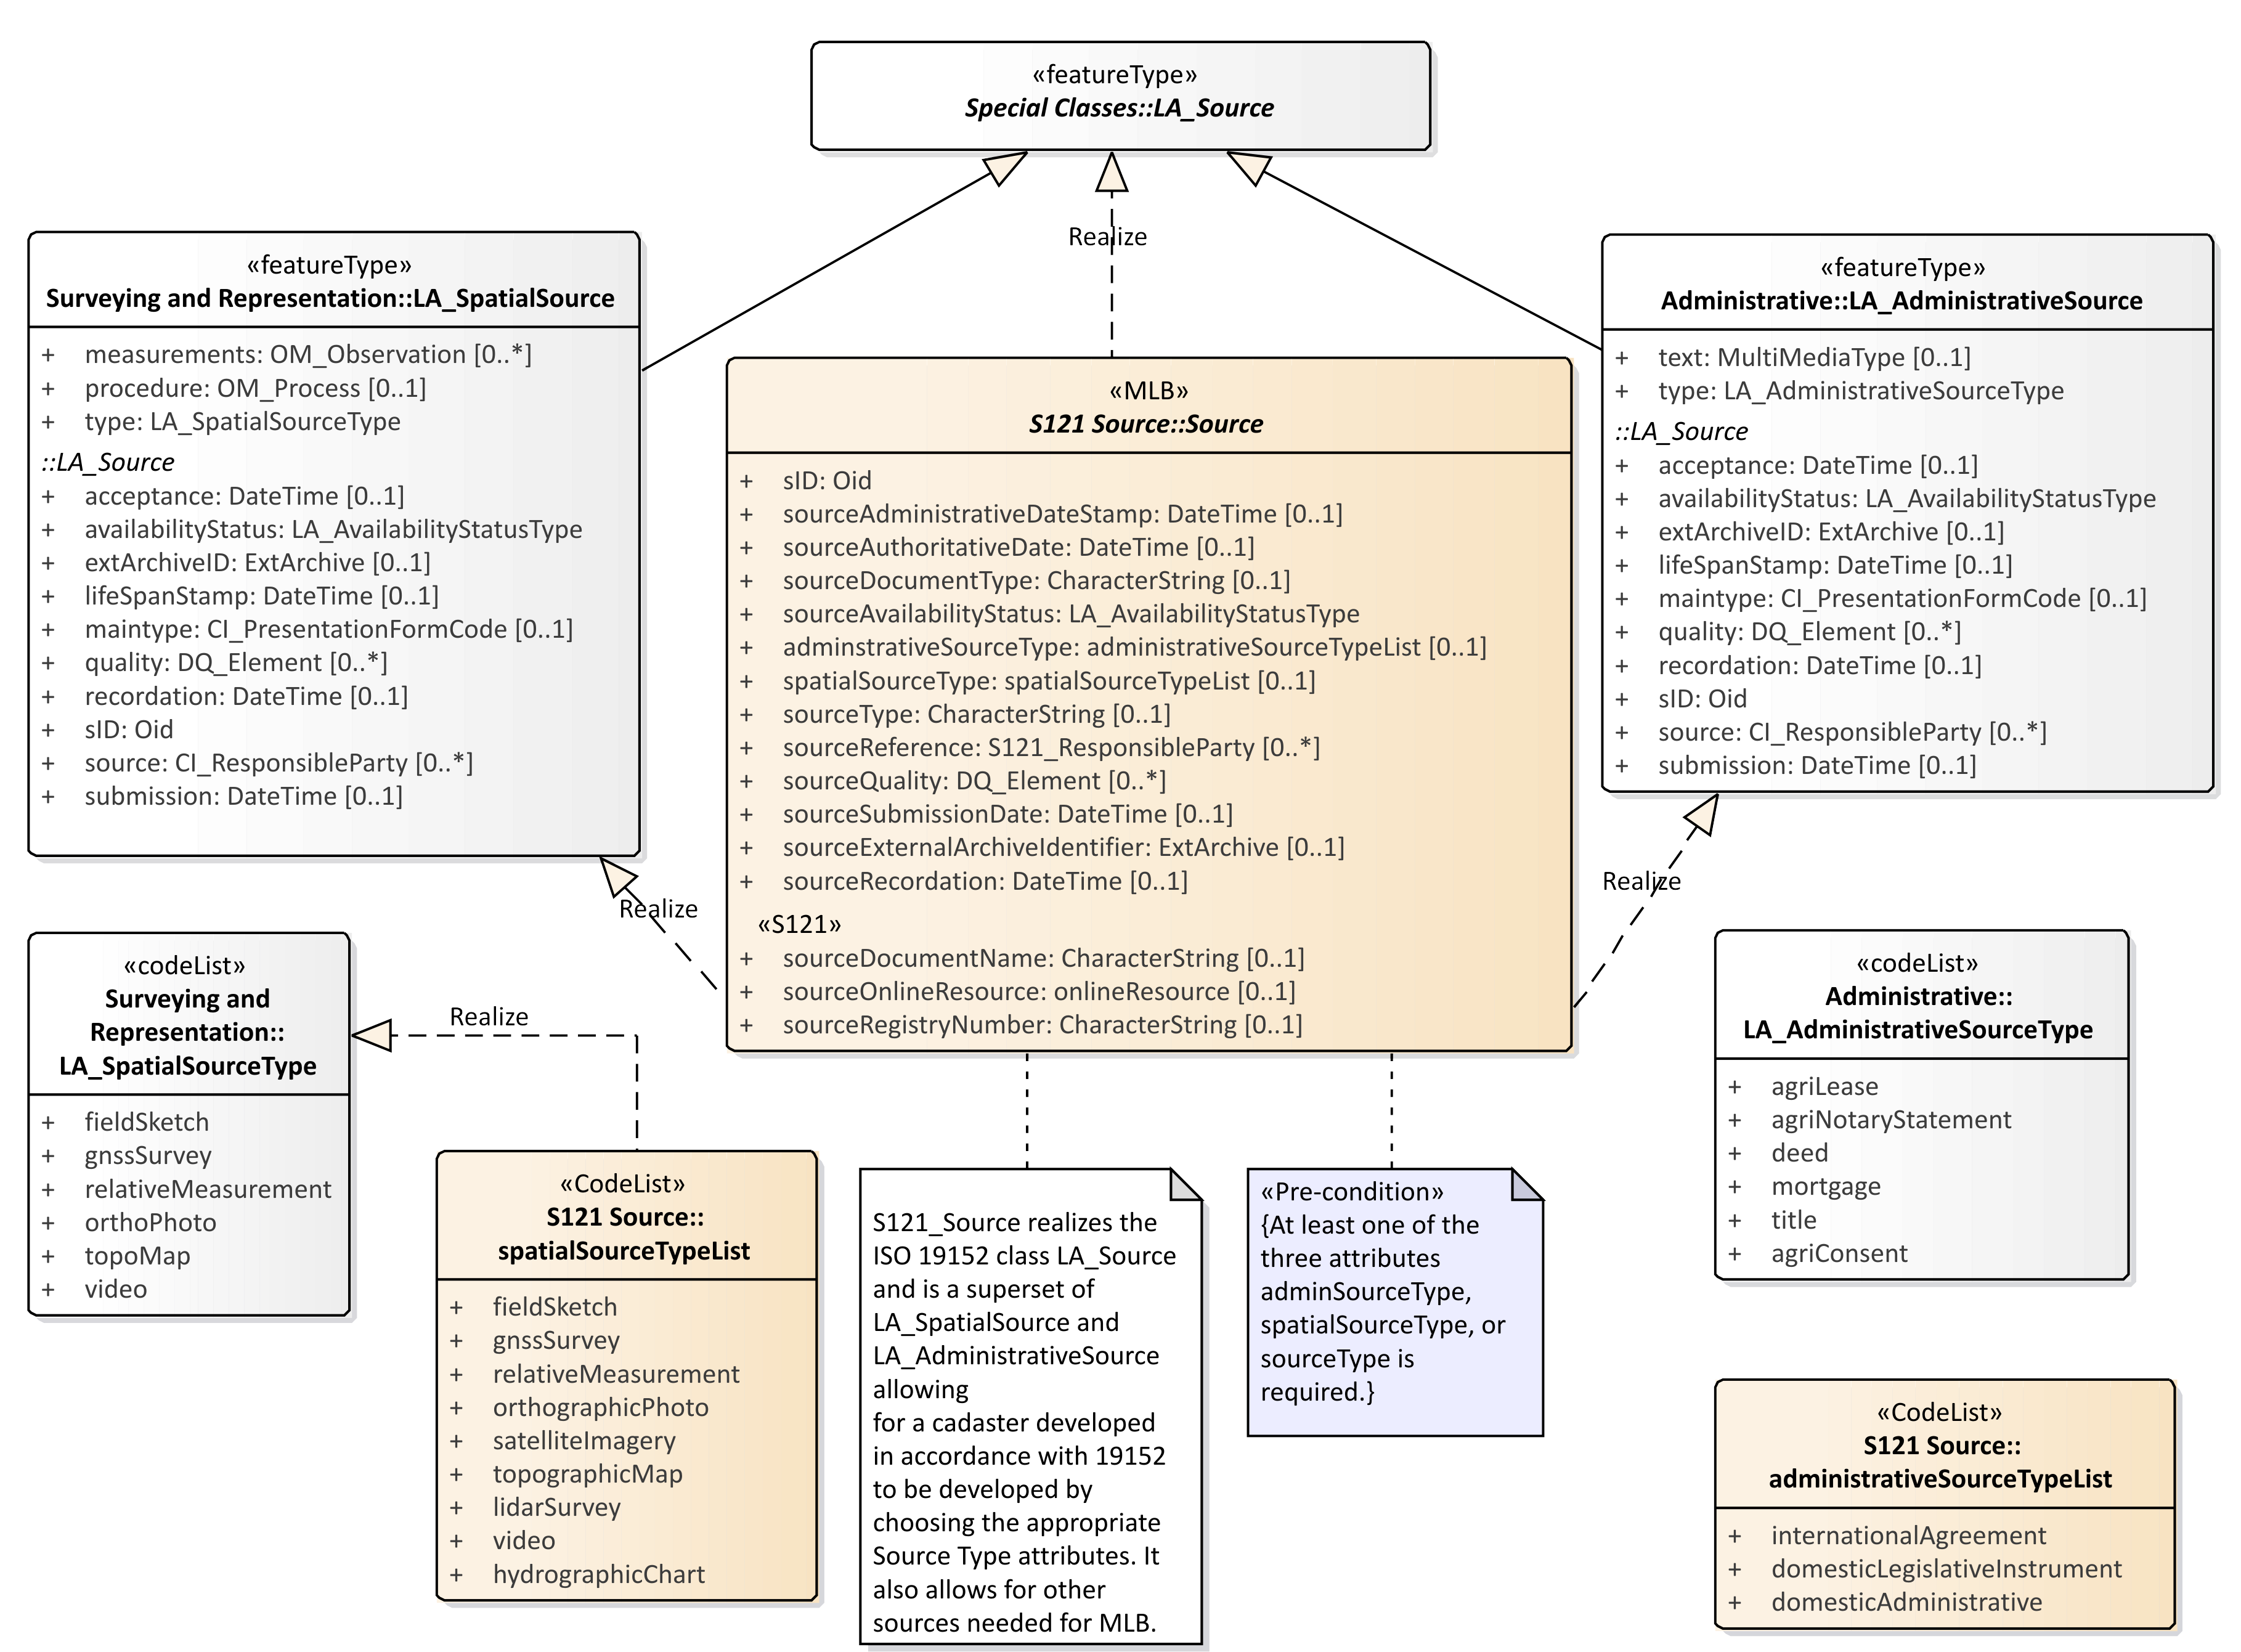 «featureType»
Special Classes::LA_Source
Realize
«featureType»
Surveying and Representation::LA_SpatialSource
+ measurements: OM_Observation [0..*]
+ procedure: OM_Process [0..1]
+ type: LA_SpatialSourceType
::LA_Source
+ acceptance: DateTime [0..1]
+ availabilityStatus: LA_AvailabilityStatusType
+ extArchiveID: ExtArchive [0..1]
+ lifeSpanStamp: DateTime [0..1]
+ maintype: CI_PresentationFormCode [0..1]
+ quality: DQ_Element [0..*]
+ recordation: DateTime [0..1]
+ sID: Oid
+ source: CI_ResponsibleParty [0..*]
+ submission: DateTime [0..1]
«MLB»
S121 Source::Source
+ sID: Oid
+ sourceAdministrativeDateStamp: DateTime [0..1]
+ sourceAuthoritativeDate: DateTime [0..1]
+ sourceDocumentType: CharacterString [0..1]
+ sourceAvailabilityStatus: LA_AvailabilityStatusType
+ adminstrativeSourceType: administrativeSourceTypeList [0..1]
+ spatialSourceType: spatialSourceTypeList [0..1]
+ sourceType: CharacterString [0..1]
+ sourceReference: S121_ResponsibleParty [0..*]
+ sourceQuality: DQ_Element [0..*]
+ sourceSubmissionDate: DateTime [0..1]
+ sourceExternalArchiveIdentifier: ExtArchive [0..1]
+ sourceRecordation: DateTime [0..1]
«S121»
+ sourceDocumentName: CharacterString [0..1]
+ sourceOnlineResource: onlineResource [0..1]
+ sourceRegistryNumber: CharacterString [0..1]
«featureType»
Administrative::LA_AdministrativeSource
+ text: MultiMediaType [0..1]
+ type: LA_AdministrativeSourceType
::LA_Source
+ acceptance: DateTime [0..1]
+ availabilityStatus: LA_AvailabilityStatusType
+ extArchiveID: ExtArchive [0..1]
+ lifeSpanStamp: DateTime [0..1]
+ maintype: CI_PresentationFormCode [0..1]
+ quality: DQ_Element [0..*]
+ recordation: DateTime [0..1]
+ sID: Oid
+ source: CI_ResponsibleParty [0..*]
+ submission: DateTime [0..1]
Realize
Realize
«codeList»
Surveying and
Representation::
LA_SpatialSourceType
+ fieldSketch
+ gnssSurvey
+ relativeMeasurement
+ orthoPhoto
+ topoMap
+ video
Realize
«CodeList»
S121 Source::
spatialSourceTypeList
+ fieldSketch
+ gnssSurvey
+ relativeMeasurement
+ orthographicPhoto
+ satelliteImagery
+ topographicMap
+ lidarSurvey
+ video
+ hydrographicChart
S121_Source realizes the
ISO 19152 class LA_Source
and is a superset of
LA_SpatialSource and
LA_AdministrativeSource
allowing
for a cadaster developed
in accordance with 19152
to be developed by
choosing the appropriate
Source Type attributes. It
also allows for other
sources needed for MLB.
«Pre-condition»
{At least one of the
three attributes
adminSourceType,
spatialSourceType, or
sourceType is
required.}
«codeList»
Administrative::
LA_AdministrativeSourceType
+ agriLease
+ agriNotaryStatement
+ deed
+ mortgage
+ title
+ agriConsent
«CodeList»
S121 Source::
administrativeSourceTypeList
+ internationalAgreement
+ domesticLegislativeInstrument
+ domesticAdministrative